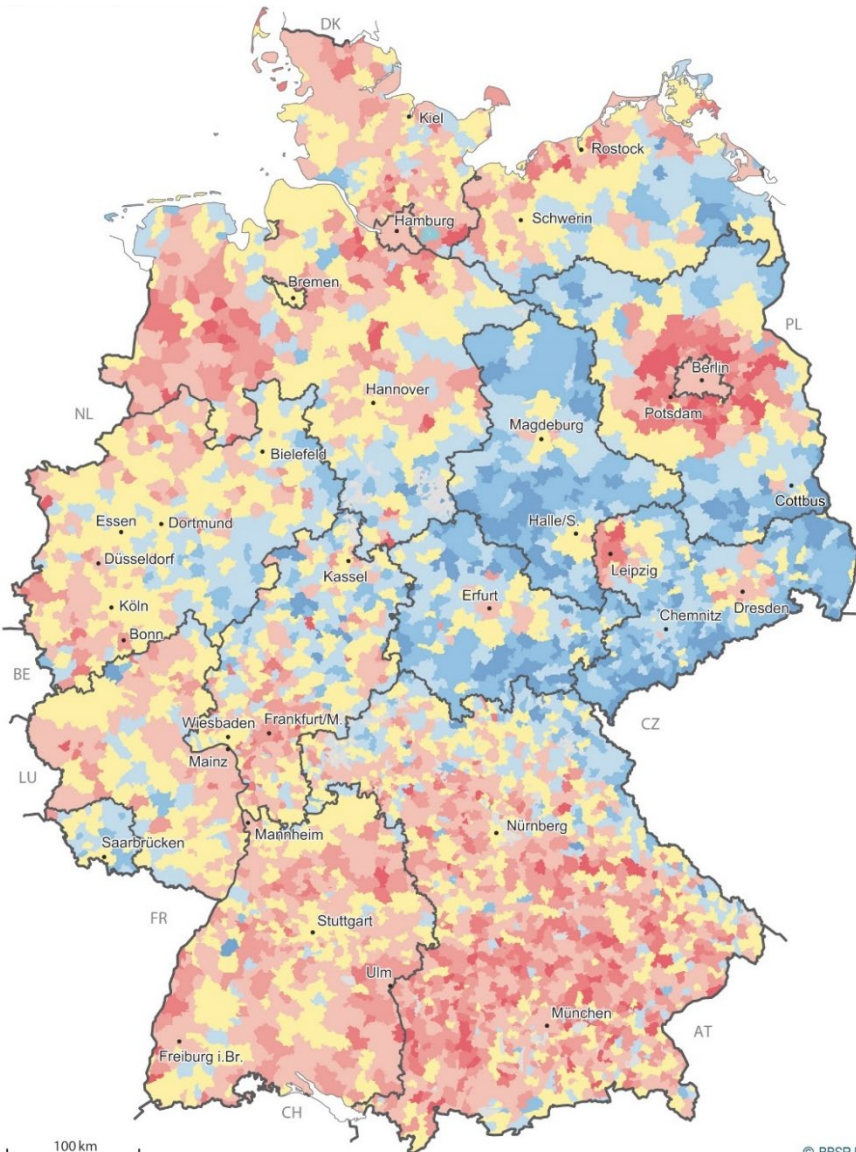 DK
Kiel
Rostock
Hamburg
Schwerin
Bremen
PL
Berlin
NL
Hannover
Potsdam
Magdeburg
Bielefeld
Cottbus
Essen
Dortmund
Halle/S.
Düsseldorf
Kassel
Leipzig
Erfurt
Dresden
Köln
Chemnitz
Bonn
BE
CZ
Wiesbaden
Frankfurt/M.
Mainz
LU
Mannheim
Nürnberg
Saarbrücken
FR
Stuttgart
Ulm
München
AT
Freiburg i.Br.
CH
100 km